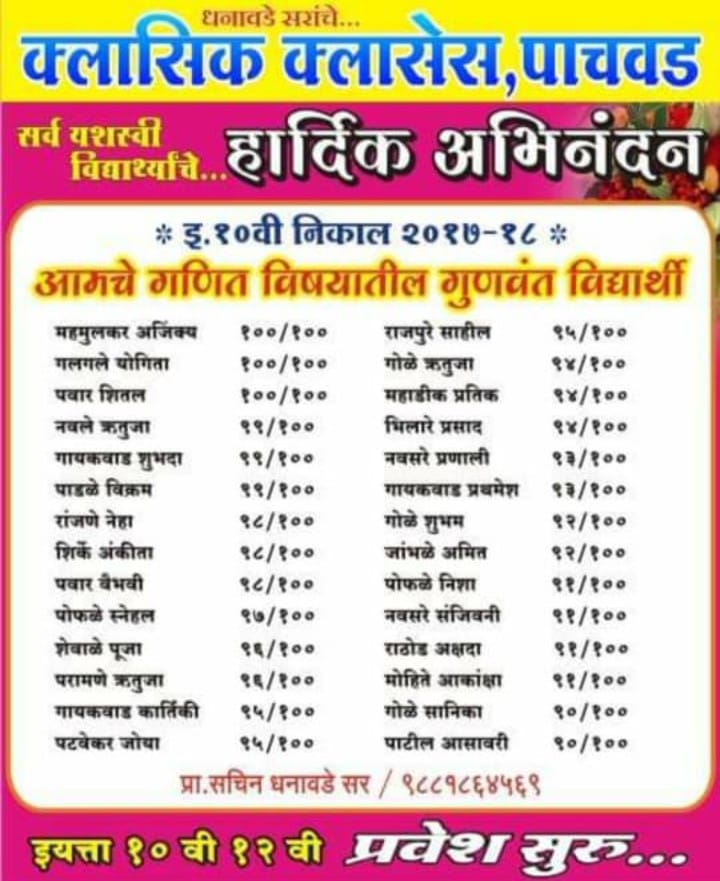 धनावडे सरांचे...
क्लासिक क्लासेस,पाचवड
सर्व यशस्वी
विद्यार्थ्यांचे... हार्दिक अभिनंदन
* इ.१०वी निकाल २०१७-१८ *
आमचे गणित विषयातील गुणवंत विद्यार्थी
महमुलकर अजिंक्य १००/१०० राजपुरे साहील ९५/१००
गलगले योगिता १००/१०० गोळे ऋतुजा ९४/१००
पवार शितल १००/१०० महाडीक प्रतिक ९४/१००
नवले ऋतुजा ९९/१०० भिलारे प्रसाद ९४/१००
गायकवाड शुभदा ९९/१०० नवसरे प्रणाली ९३/१००
पाडळे विक्रम ९९/१०० गायकवाड प्रथमेश ९३/१००
रांजणे नेहा ९८/१०० गोळे शुभम ९२/१००
शिर्के अंकीता ९८/१०० जांभळे अमित ९२/१००
पवार वैभवी ९८/१०० पोफळे निशा ९१/१००
पोफळे स्नेहल ९७/१०० नवसरे संजिवनी ९१/१००
शेवाळे पूजा ९६/१०० राठोड अक्षदा ९१/१००
परामणे ऋतुजा ९६/१०० मोहिते आकांक्षा ९१/१००
गायकवाड कार्तिकी ९५/१०० गोळे सानिका ९०/१००
पटवेकर जोया ९५/१०० पाटील आसावरी ९०/१००
प्रा.सचिन धनावडे सर / ९८८१८६४५६९
इयत्ता १० वी १२ वी प्रवेश सुरु...